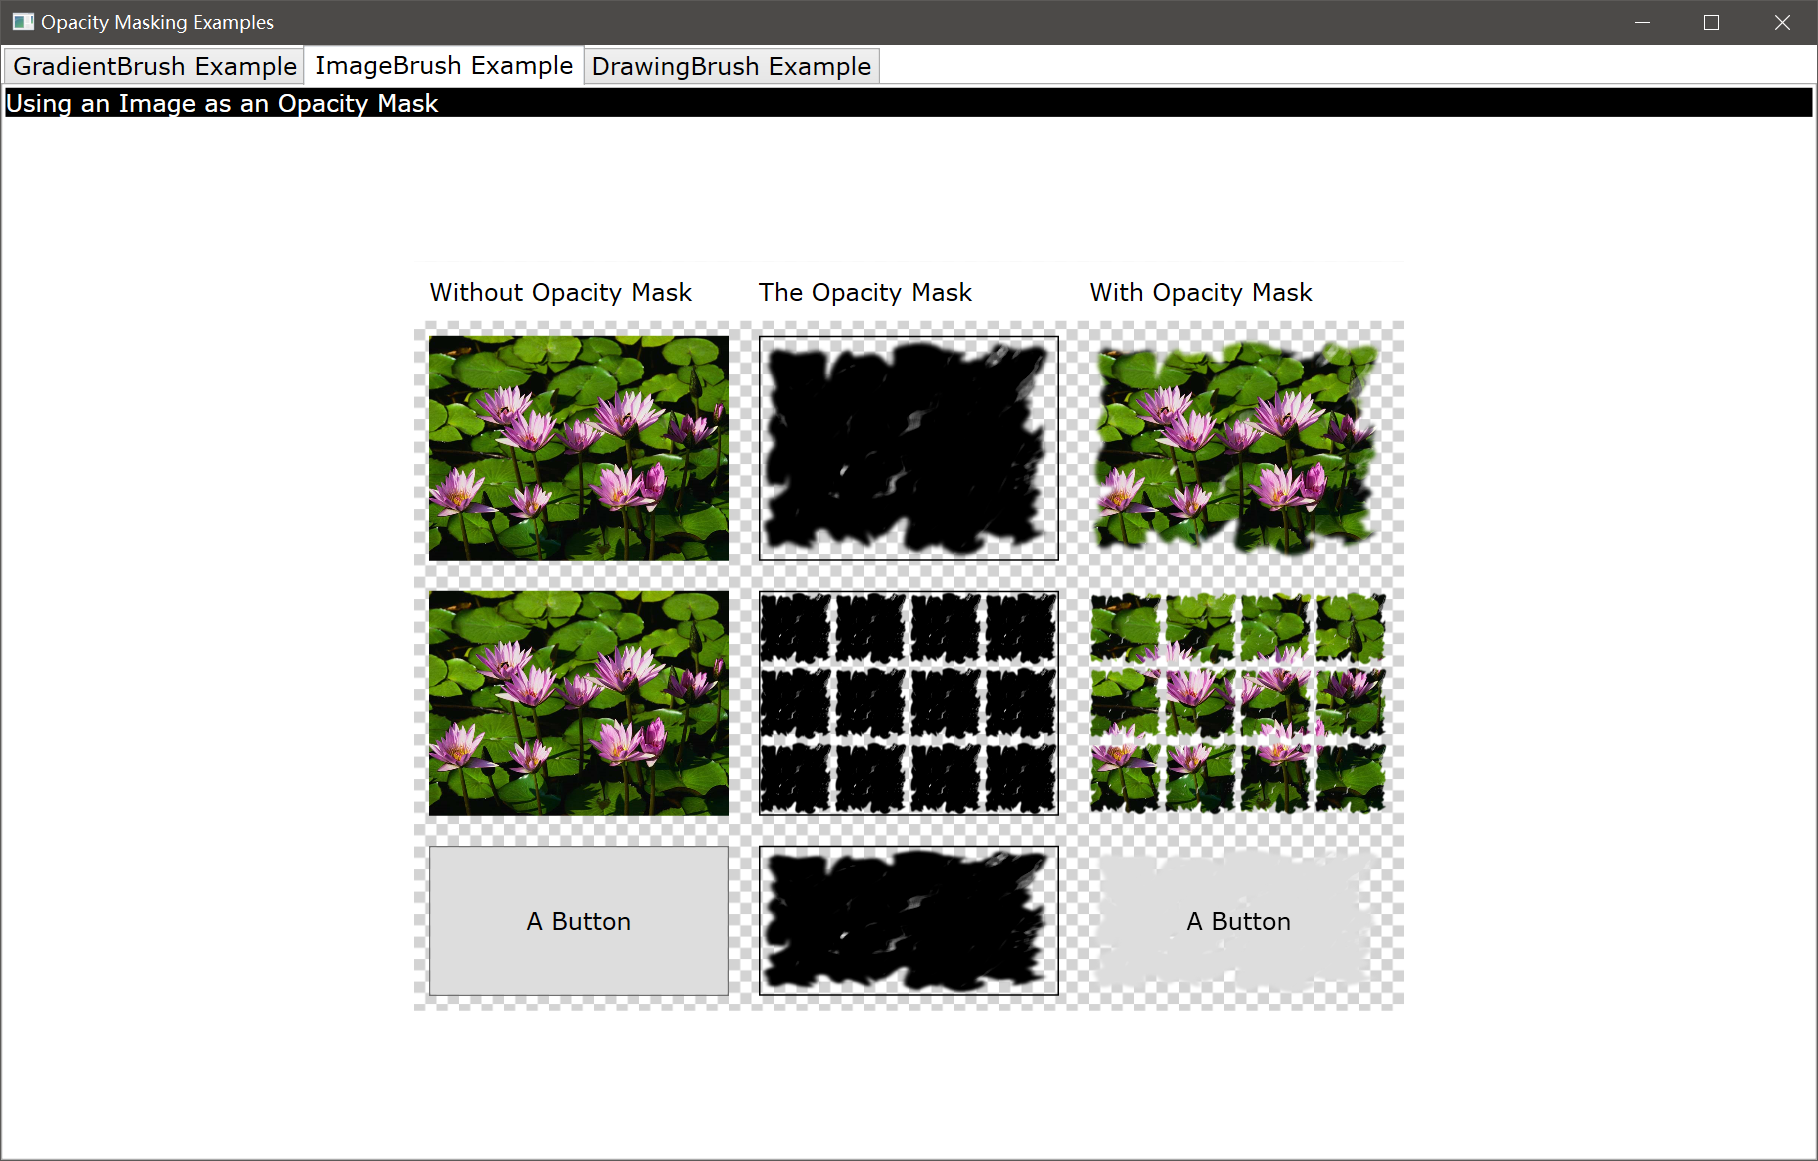 Opacity Masking Examples
GradientBrush Example ImageBrush Example DrawingBrush Example
Using an Image as an Opacity Mask
Without Opacity Mask The Opacity Mask With Opacity Mask
A Button A Button